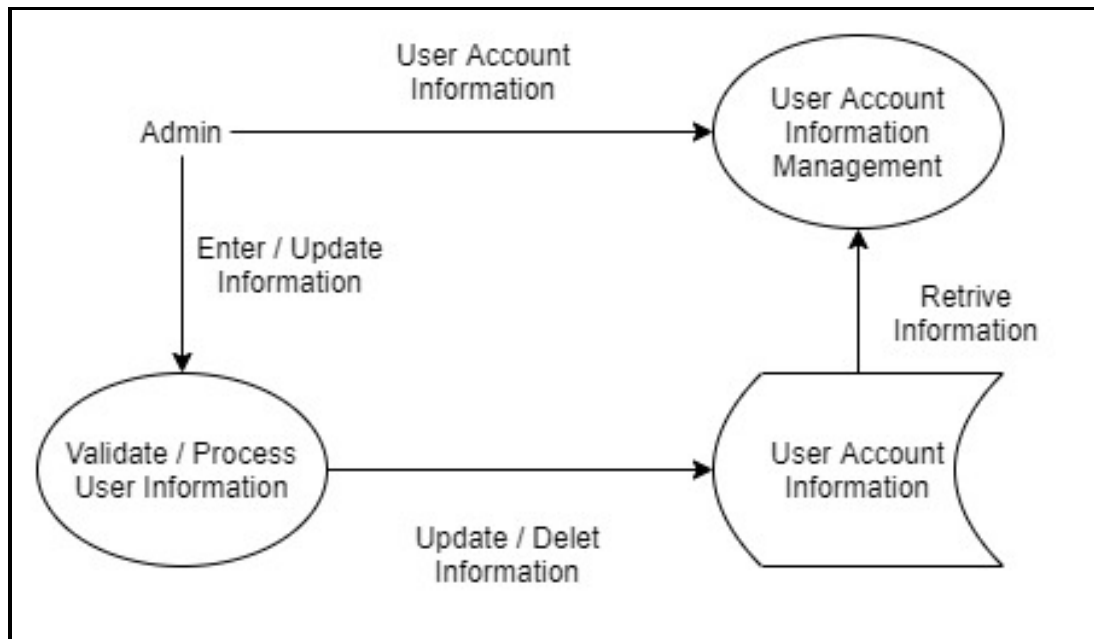 User Account
Information
Admin
User Account
Information
Management
Enter / Update
Information
Retrive
Information
Validate / Process
User Information
User Account
Information
Update / Delet
Information